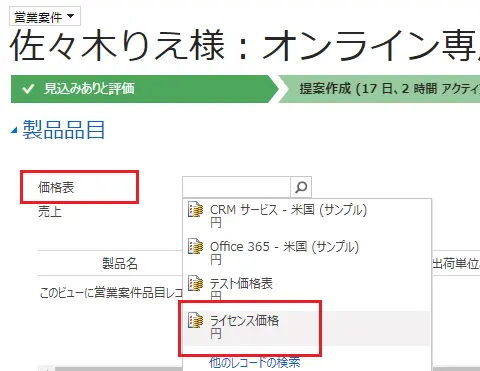 営業案件
佐々木りえ様：オンライン専
見込みありと評価
提案作成 (17 日、2 時間 アクティ
製品品目
価格表
売上
CRM サービス - 米国 (サンプル)
円
Office 365 - 米国 (サンプル)
円
テスト価格表
円
ライセンス価格
円
他のレコードの検索
製品名
出荷単位
このビューに営業案件品目レコ